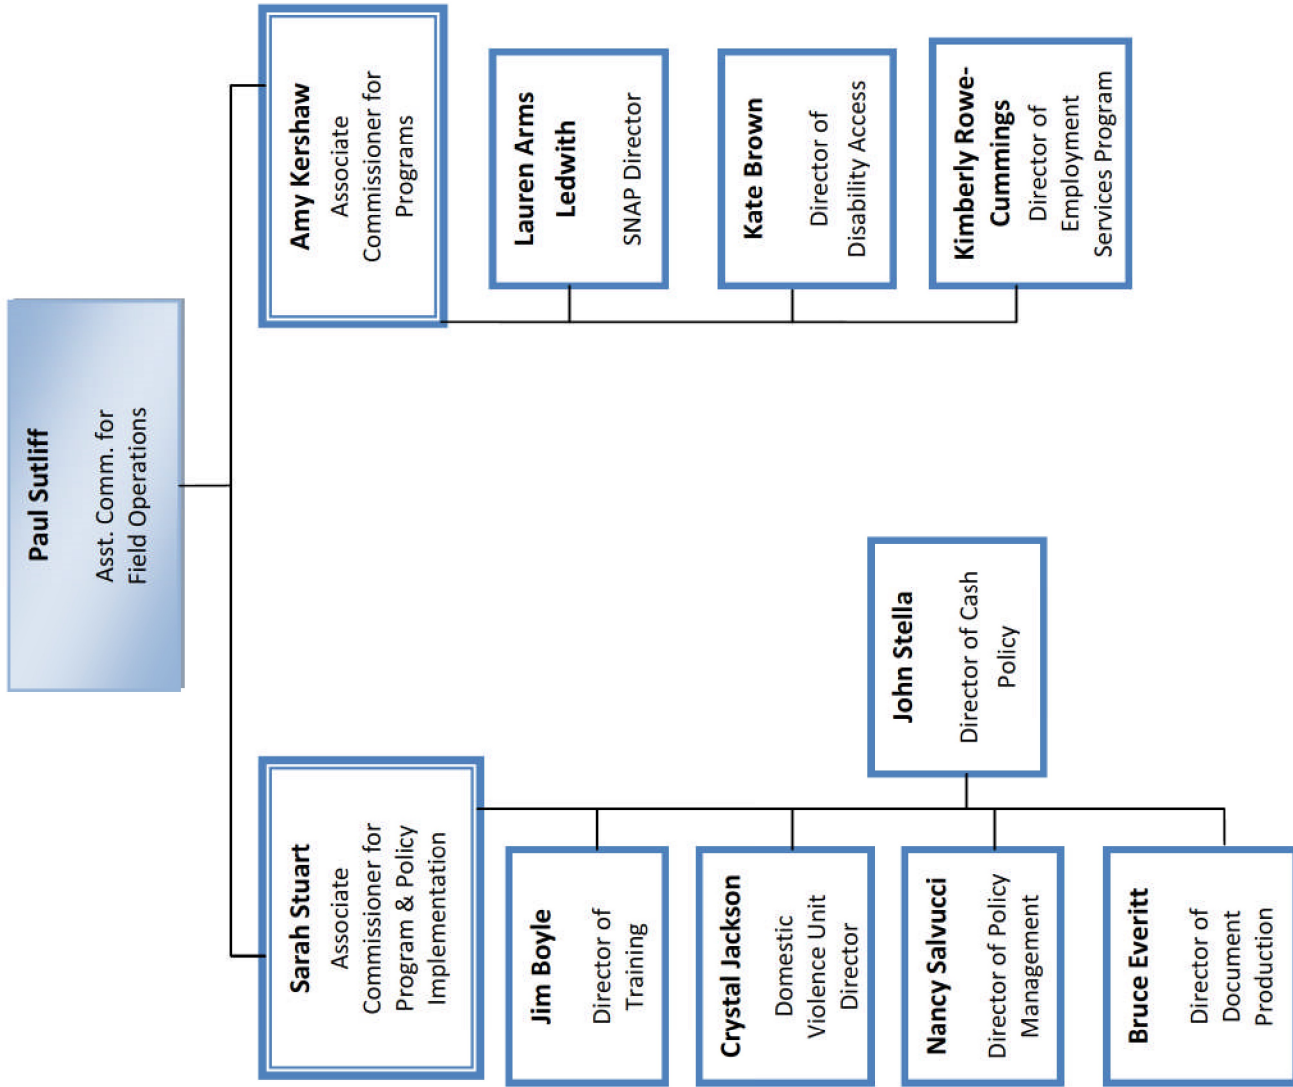 Paul Sutliff
Asst. Comm. for
Field Operations
Sarah Stuart
Associate
Commissioner for
Program & Policy
Implementation
Jim Boyle
Director of
Training
Crystal Jackson
Domestic
Violence Unit
Director
Nancy Salvucci
Director of Policy
Management
Bruce Everitt
Director of
Document
Production
John Stella
Director of Cash
Policy
Amy Kershaw
Associate
Commissioner for
Programs
Lauren Arms
Ledwith
SNAP Director
Kate Brown
Director of
Disability Access
Kimberly Rowe-
Cummings
Director of
Employment
Services Program